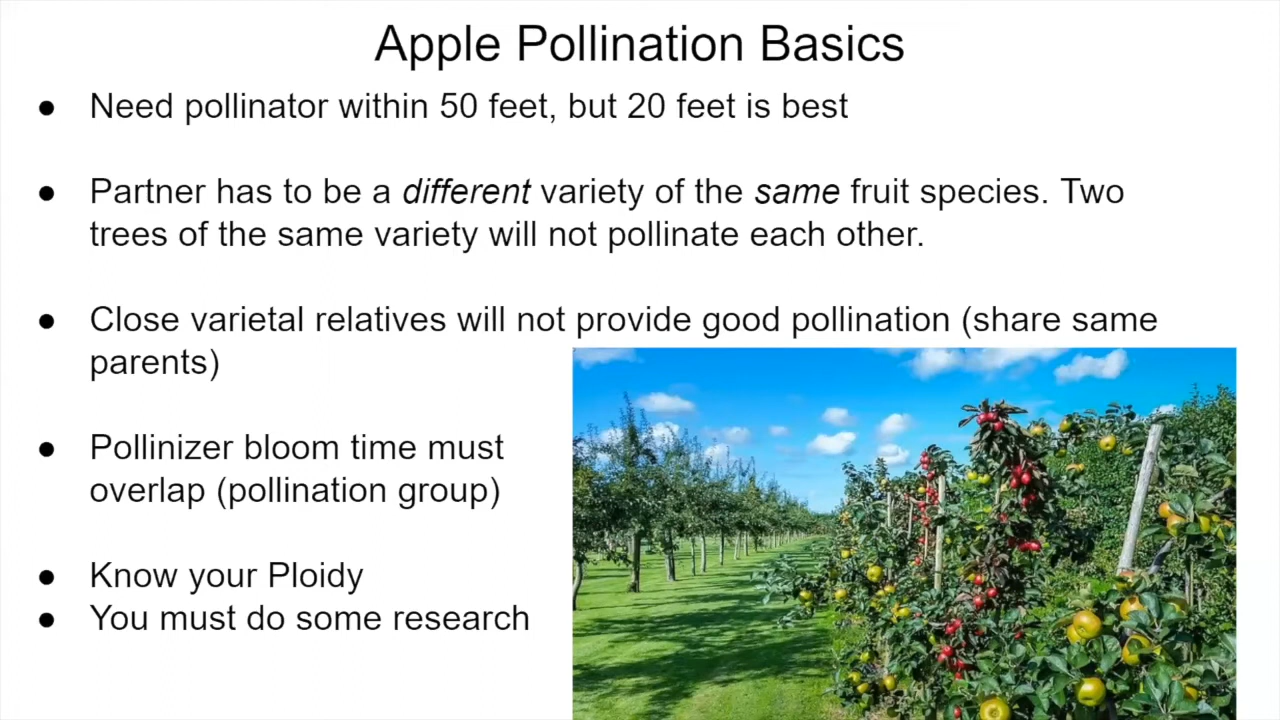 Apple Pollination Basics
● Need pollinator within 50 feet, but 20 feet is best
● Partner has to be a different variety of the same fruit species. Two
trees of the same variety will not pollinate each other.
● Close varietal relatives will not provide good pollination (share same
parents)
● Pollinizer bloom time must
overlap (pollination group)
● Know your Ploidy
● You must do some research